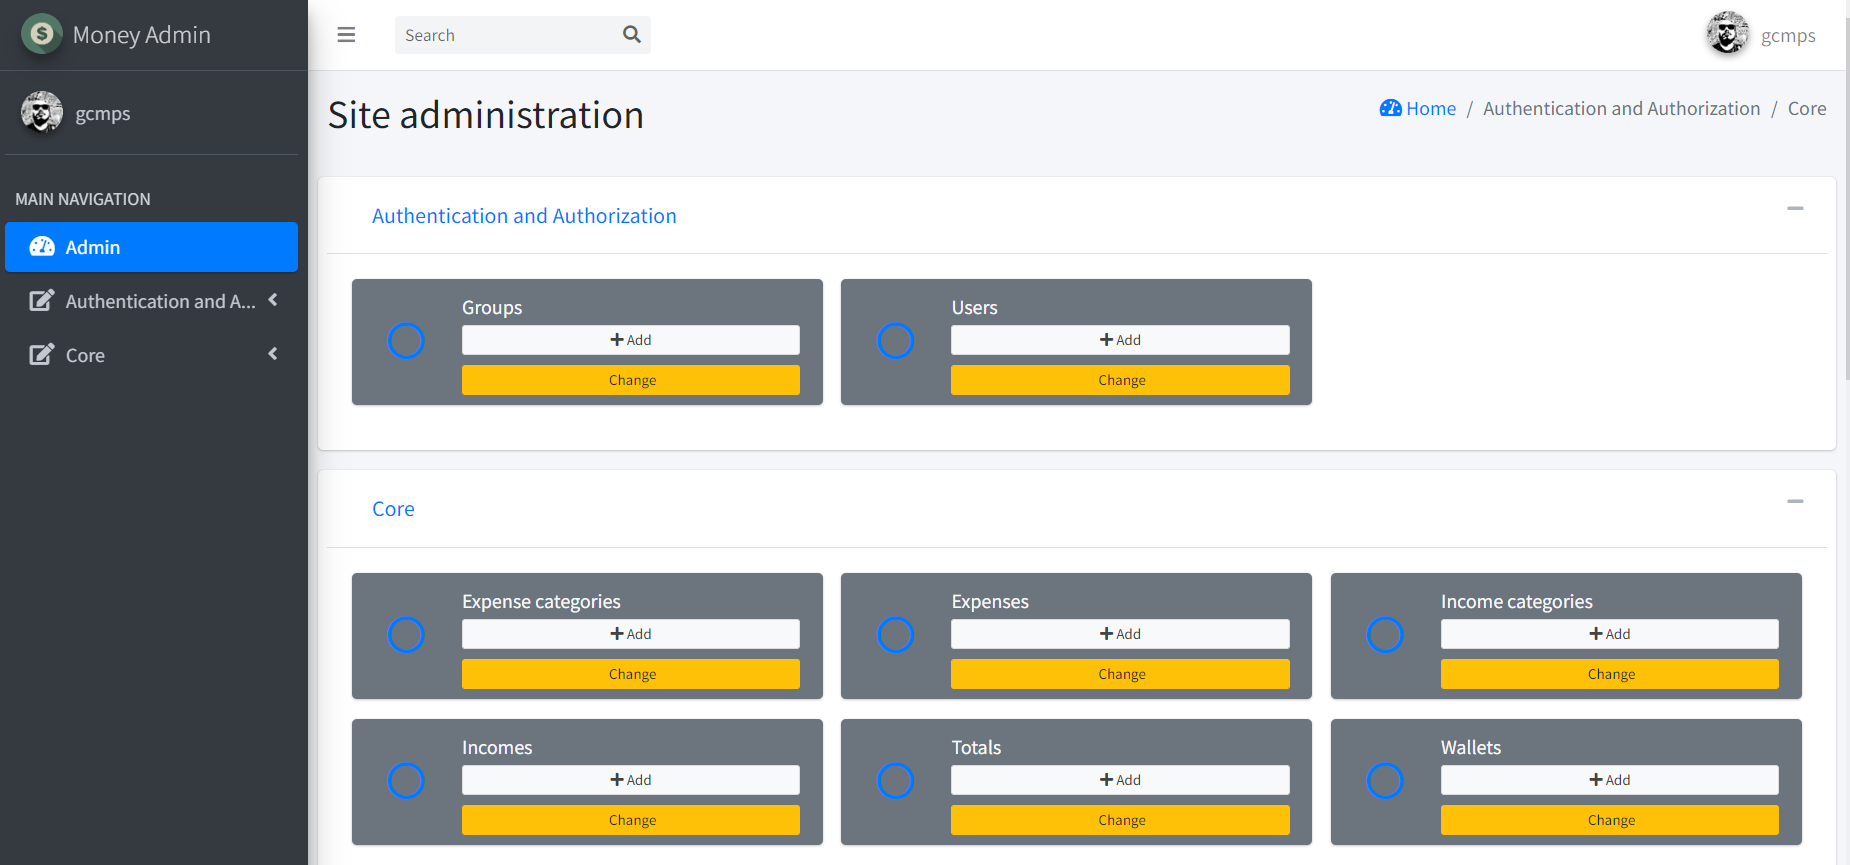 Money Admin
Search
gcmps
gcmps
Site administration
Home / Authentication and Authorization / Core
MAIN NAVIGATION
Admin
Authentication and A...
Core
Authentication and Authorization
Groups
Add
Change
Users
Add
Change
Core
Expense categories
Add
Change
Expenses
Add
Change
Income categories
Add
Change
Incomes
Add
Change
Totals
Add
Change
Wallets
Add
Change